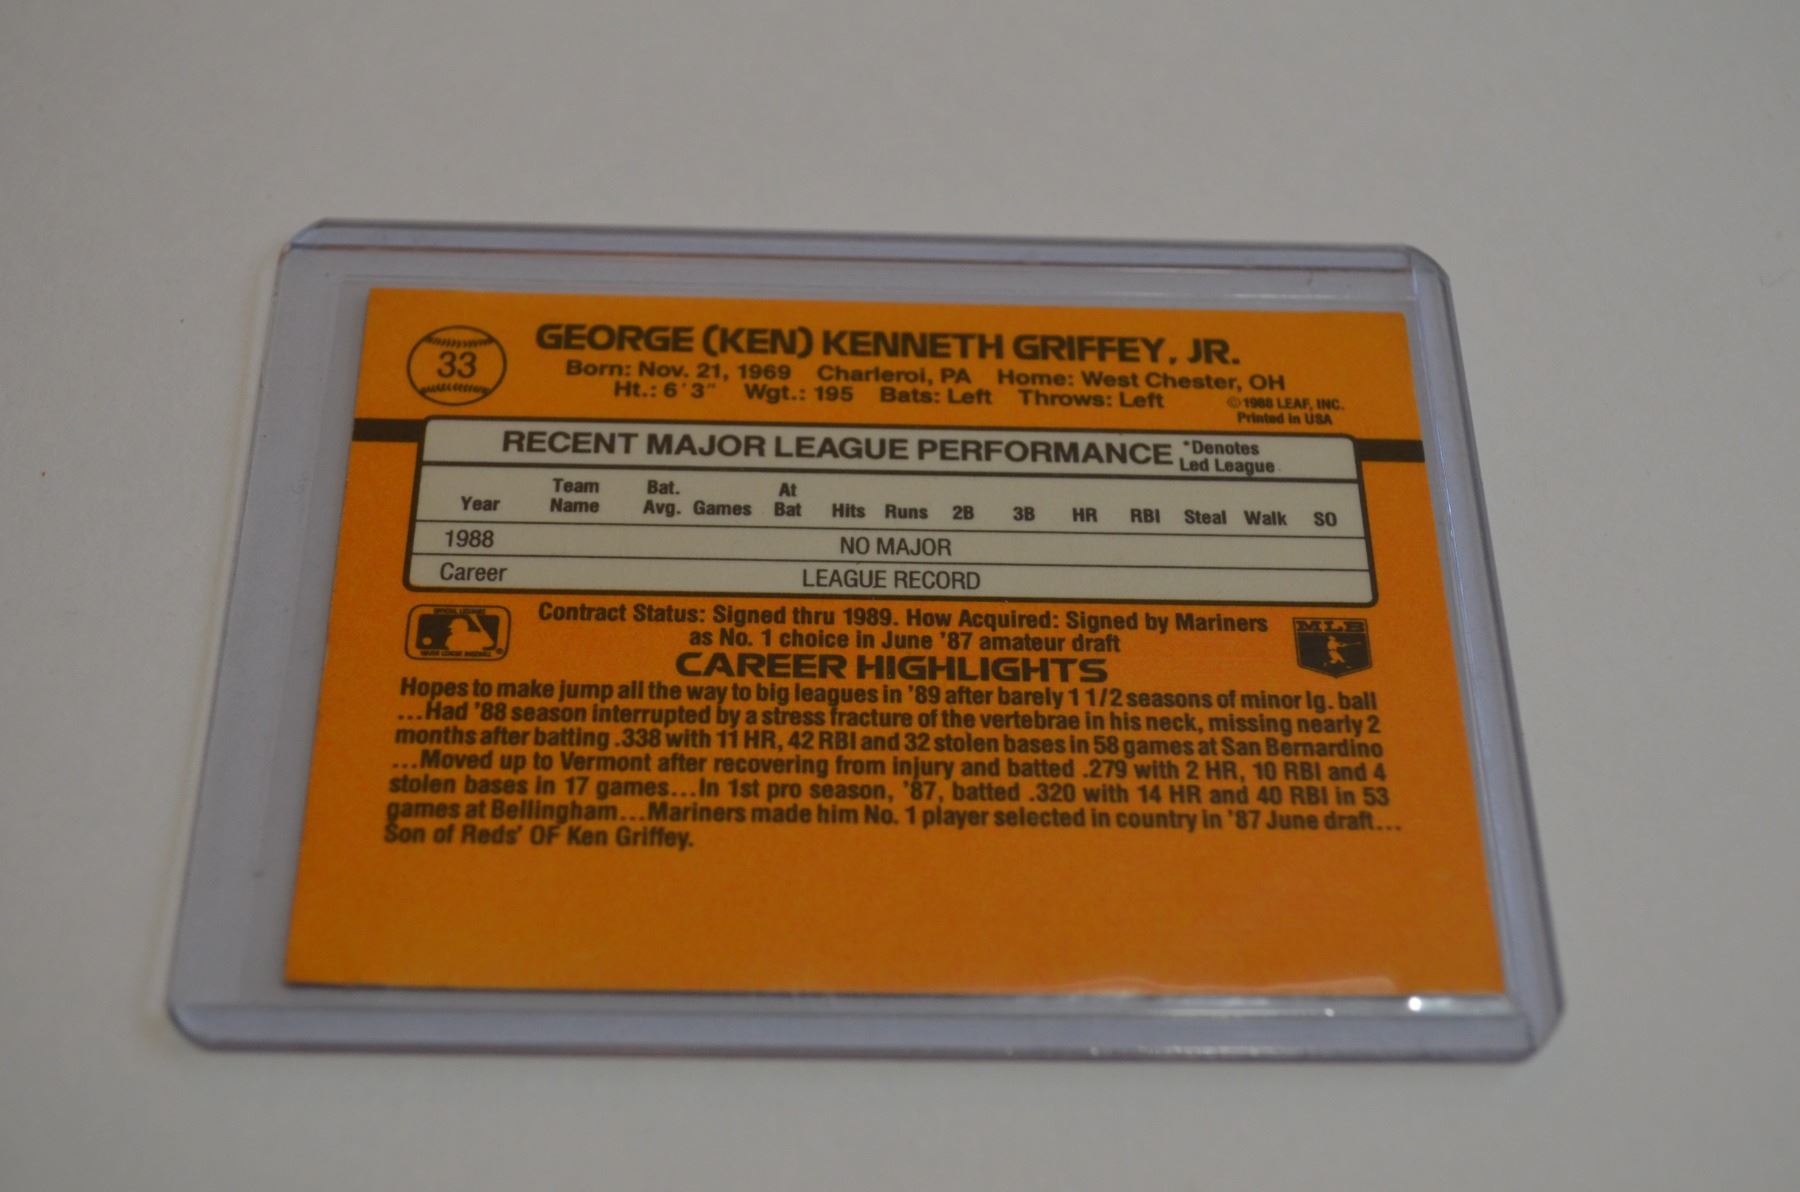 33
GEORGE (KEN) KENNETH GRIFFEY, JR.
Born: Nov. 21, 1969 Charleroi, PA Home: West Chester, OH
Ht.: 6'3" Wgt.: 195 Bats: Left Throws: Left
©1988 LEAF, INC.
Printed in USA
RECENT MAJOR LEAGUE PERFORMANCE *Denotes
Led League
Year Team Name Bat. Avg. Games At Bat Hits Runs 2B 3B HR RBI Steal Walk SO
1988 NO MAJOR
Career LEAGUE RECORD
Contract Status: Signed thru 1989. How Acquired: Signed by Mariners
as No. 1 choice in June '87 amateur draft
MLB
CAREER HIGHLIGHTS
Hopes to make jump all the way to big leagues in '89 after barely 1 1/2 seasons of minor lg. ball
...Had '88 season interrupted by a stress fracture of the vertebrae in his neck, missing nearly 2
months after batting .338 with 11 HR, 42 RBI and 32 stolen bases in 58 games at San Bernardino
...Moved up to Vermont after recovering from injury and batted .279 with 2 HR, 10 RBI and 4
stolen bases in 17 games...In 1st pro season, '87, batted .320 with 14 HR and 40 RBI in 53
games at Bellingham...Mariners made him No. 1 player selected in country in '87 June draft...
Son of Reds' OF Ken Griffey.